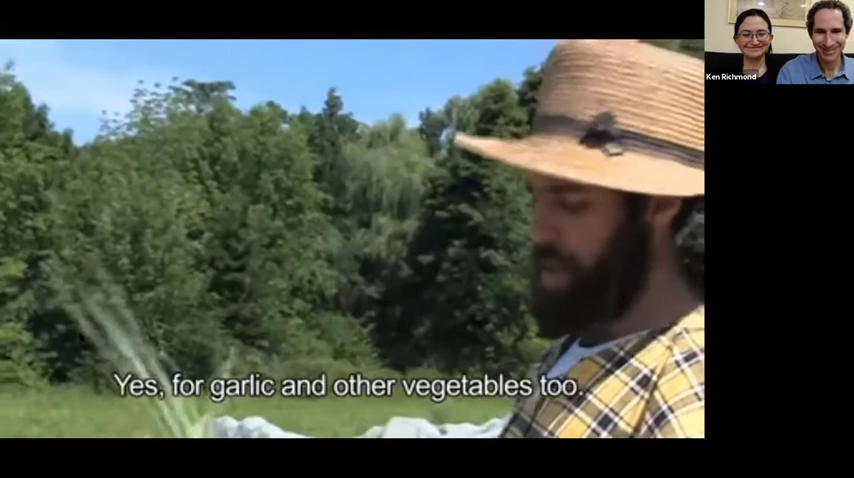 Ken Richmond
Yes, for garlic and other vegetables too.